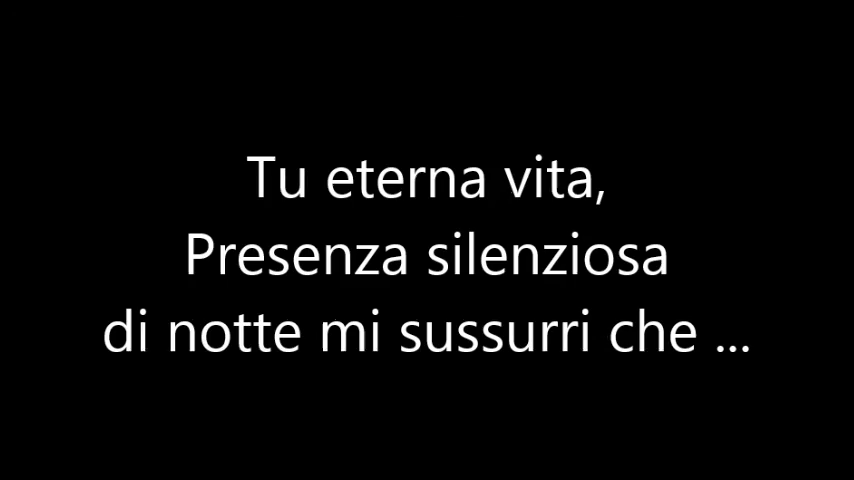 Tu eterna vita,
Presenza silenziosa
di notte mi sussurri che ...